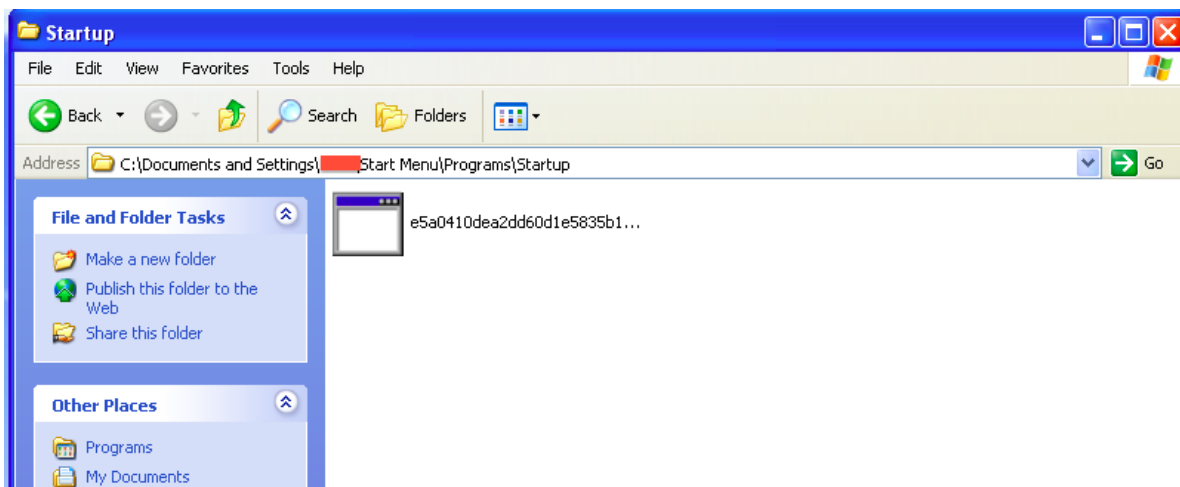 Startup
File Edit View Favorites Tools Help
Back Search Folders
Address C:\Documents and Settings\ Start Menu\Programs\Startup Go
File and Folder Tasks
Make a new folder
Publish this folder to the
Web
Share this folder
Other Places
Programs
My Documents
e5a0410dea2dd60d1e5835b1...